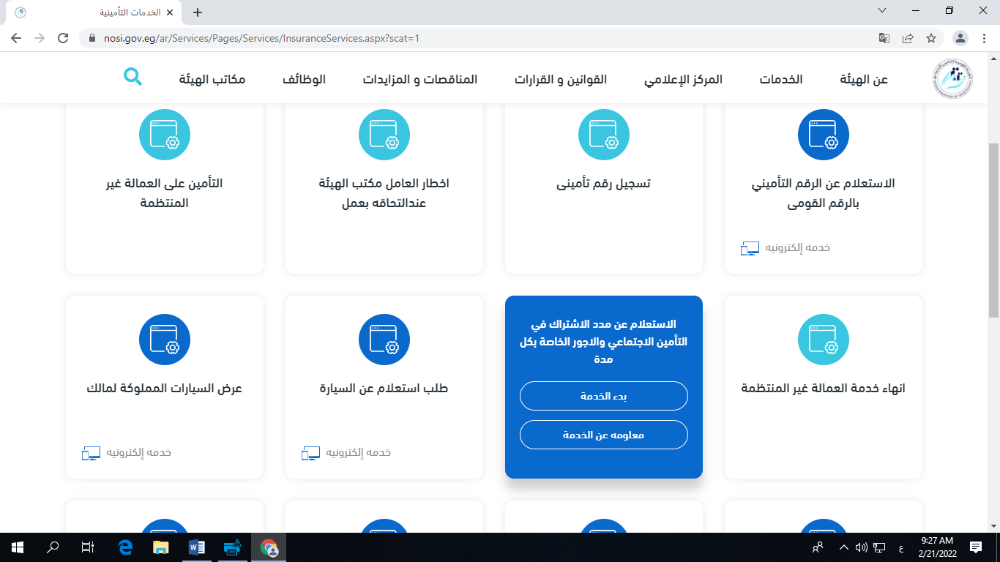 الخدمات التأمينية
nosi.gov.eg/ar/Services/Pages/Services/InsuranceServices.aspx?scat=1
عن الهيئة
الخدمات
المركز الإعلامي
القوانين و القرارات
المناقصات و المزايدات
الوظائف
مكاتب الهيئة
الاستعلام عن الرقم التأميني
بالرقم القومى
خدمه إلكترونيه
تسجيل رقم تأمينى
اخطار العامل مكتب الهيئة
عندالتحاقه بعمل
التأمين على العمالة غير
المنتظمة
انهاء خدمة العمالة غير المنتظمة
الاستعلام عن مدد الاشتراك في
التأمين الاجتماعي والاجور الخاصة بكل
مدة
بدء الخدمة
معلومه عن الخدمة
طلب استعلام عن السيارة
خدمه إلكترونيه
عرض السيارات المملوكة لمالك
خدمه إلكترونيه
ع
9:27 AM
2/21/2022